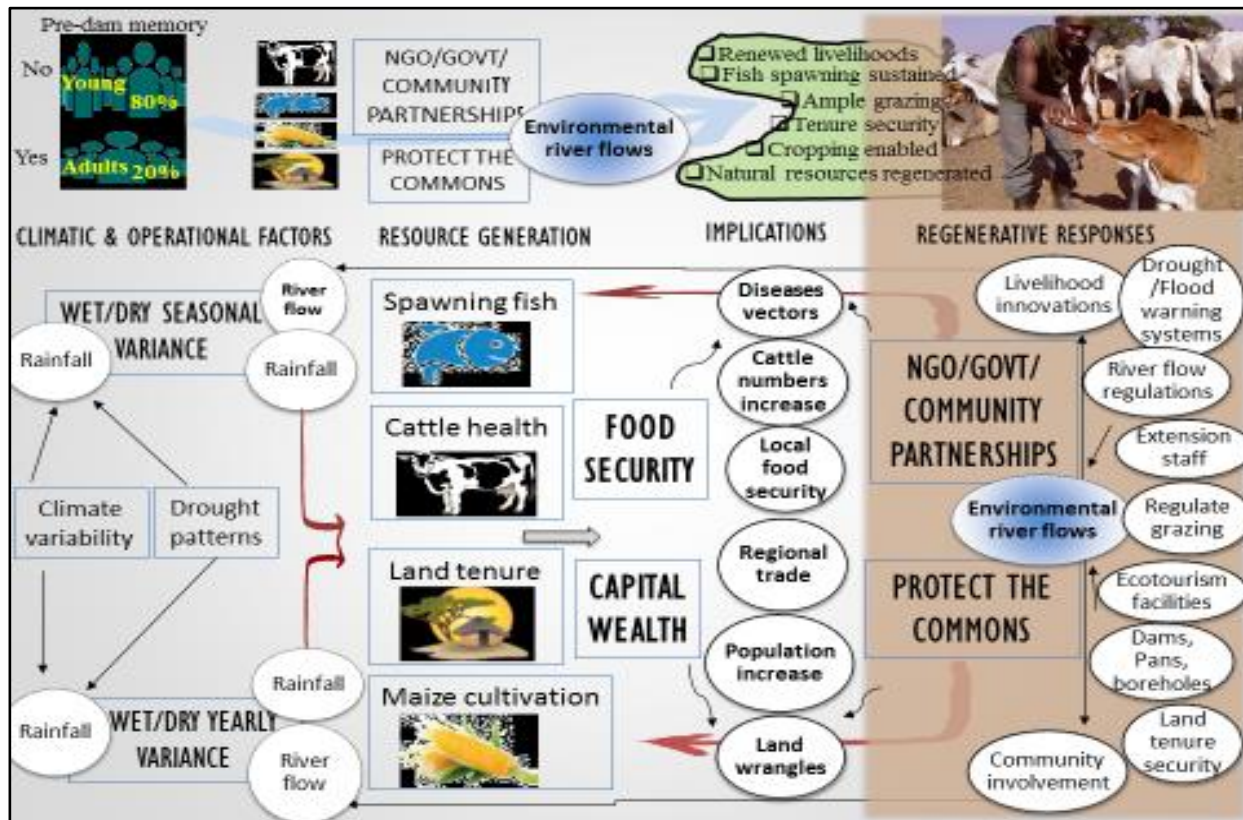 Pre-dam memory
No
Young
80%
Yes
Adults 20%
NGO/GOVT/
COMMUNITY
PARTNERSHIPS
PROTECT THE
COMMONS
Environmental
river flows
Renewed livelihoods
Fish spawning sustained
Ample grazing
Tenure security
Cropping enabled
Natural resources regenerated
CLIMATIC & OPERATIONAL FACTORS
RESOURCE GENERATION
IMPLICATIONS
REGENERATIVE RESPONSES
WET/DRY SEASONAL
VARIANCE
River
flow
Rainfall
Rainfall
Climate
variability
Drought
patterns
Rainfall
WET/DRY YEARLY
VARIANCE
Rainfall
River
flow
Spawning fish
Cattle health
Land tenure
Maize cultivation
FOOD
SECURITY
CAPITAL
WEALTH
Diseases
vectors
Cattle
numbers
increase
Local
food
security
Regional
trade
Population
increase
Land
wrangles
NGO/GOVT/
COMMUNITY
PARTNERSHIPS
Environmental
river flows
PROTECT THE
COMMONS
Livelihood
innovations
Drought
/Flood
warning
systems
River flow
regulations
Extension
staff
Regulate
grazing
Ecotourism
facilities
Dams,
Pans,
boreholes
Land
tenure
security
Community
involvement